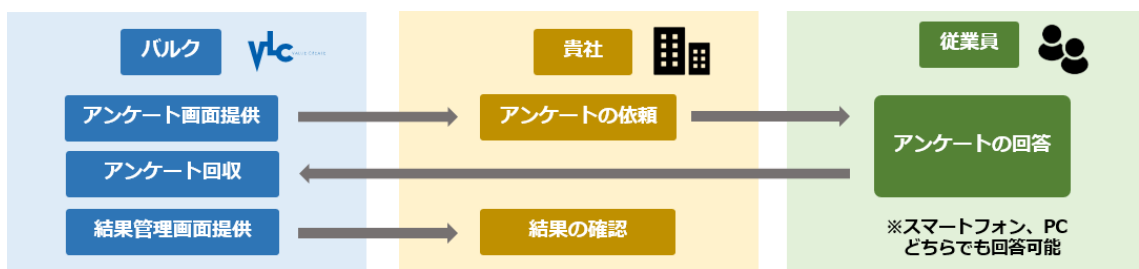 バルク
VLC
貴社
従業員
アンケート画面提供
アンケートの依頼
アンケートの回答
アンケート回収
結果管理画面提供
結果の確認
※スマートフォン、PC
どちらでも回答可能